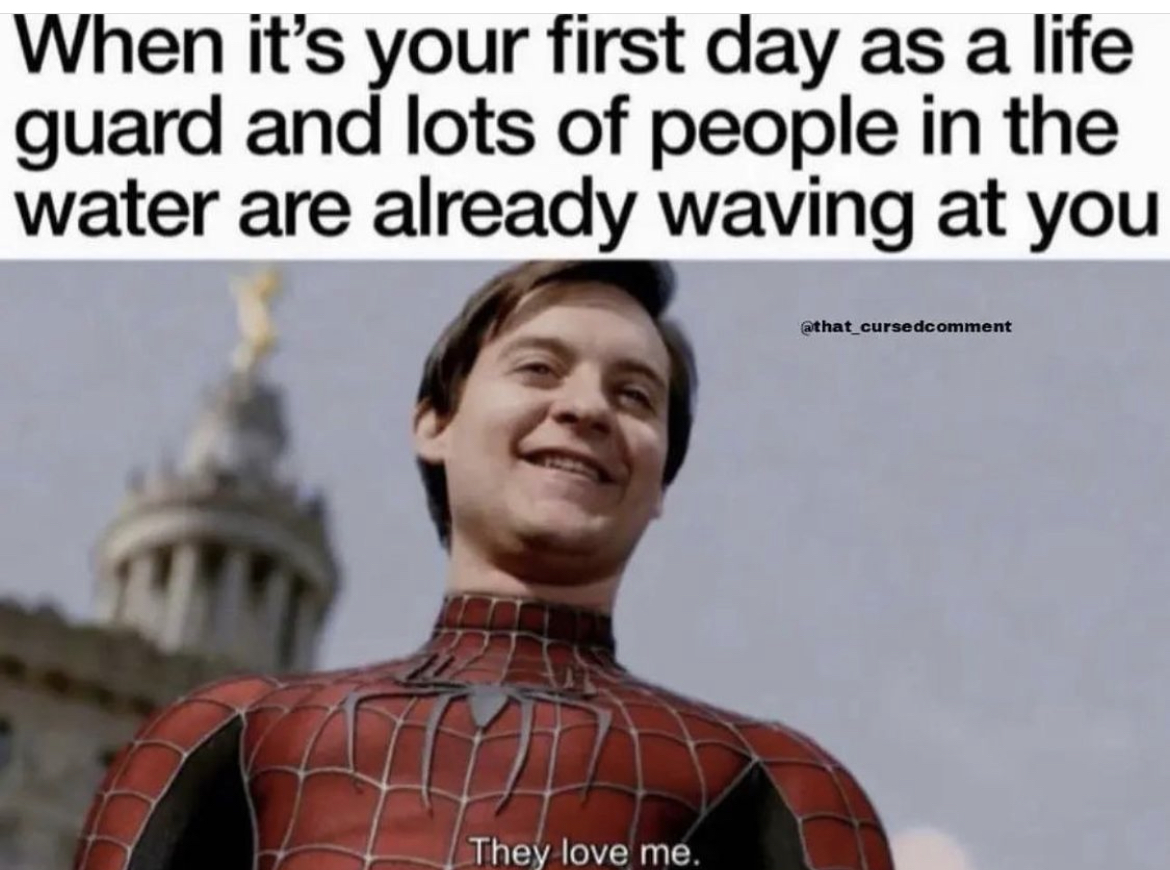 When it’s your first day as a life
guard and lots of people in the
water are already waving at you
@that_cursedcomment
They love me.